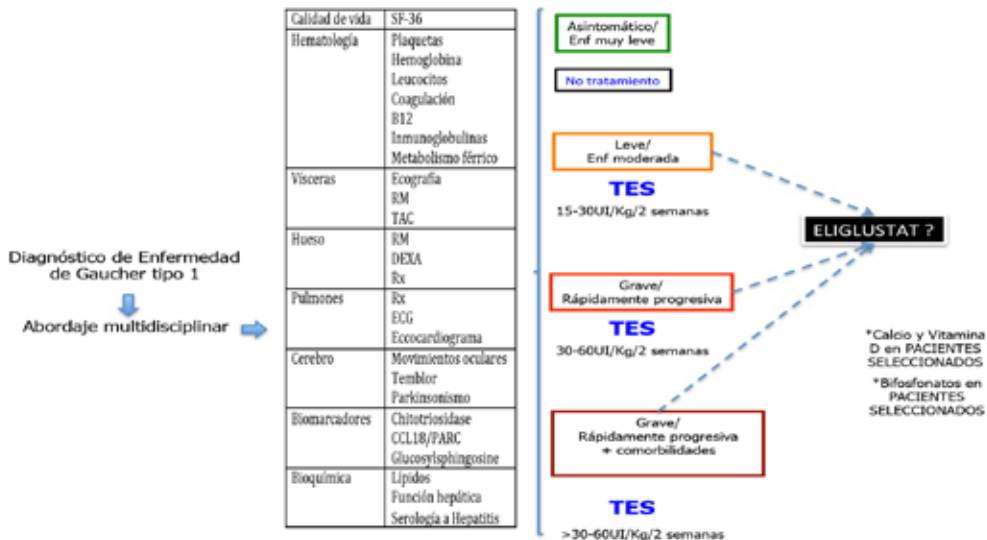 Diagnóstico de Enfermedad
de Gaucher tipo 1
Abordaje multidisciplinar
Calidad de vida SF-36
Hematología Plaquetas
Hemoglobina
Leucocitos
Coagulación
B12
Inmunoglobulinas
Metabolismo férrico
Vísceras Ecografía
RM
TAC
Hueso RM
DEXA
Rx
Pulmones Rx
ECG
Eccocardiograma
Cerebro Movimientos oculares
Temblor
Parkinsonismo
Biomarcadores Chitotriosidase
CCL18/PARC
Glucosylsphingosine
Bioquímica Lípidos
Función hepática
Serología a Hepatitis
Asintomático/
Enf muy leve
No tratamiento
Leve/
Enf moderada
TES
15-30UI/Kg/2 semanas
Grave/
Rápidamente progresiva
TES
30-60UI/Kg/2 semanas
Grave/
Rápidamente progresiva
+ comorbilidades
TES
>30-60UI/Kg/2 semanas
ELIGLUSTAT ?
*Calcio y Vitamina
D en PACIENTES
SELECCIONADOS
*Bifosfonatos en
PACIENTES
SELECCIONADOS